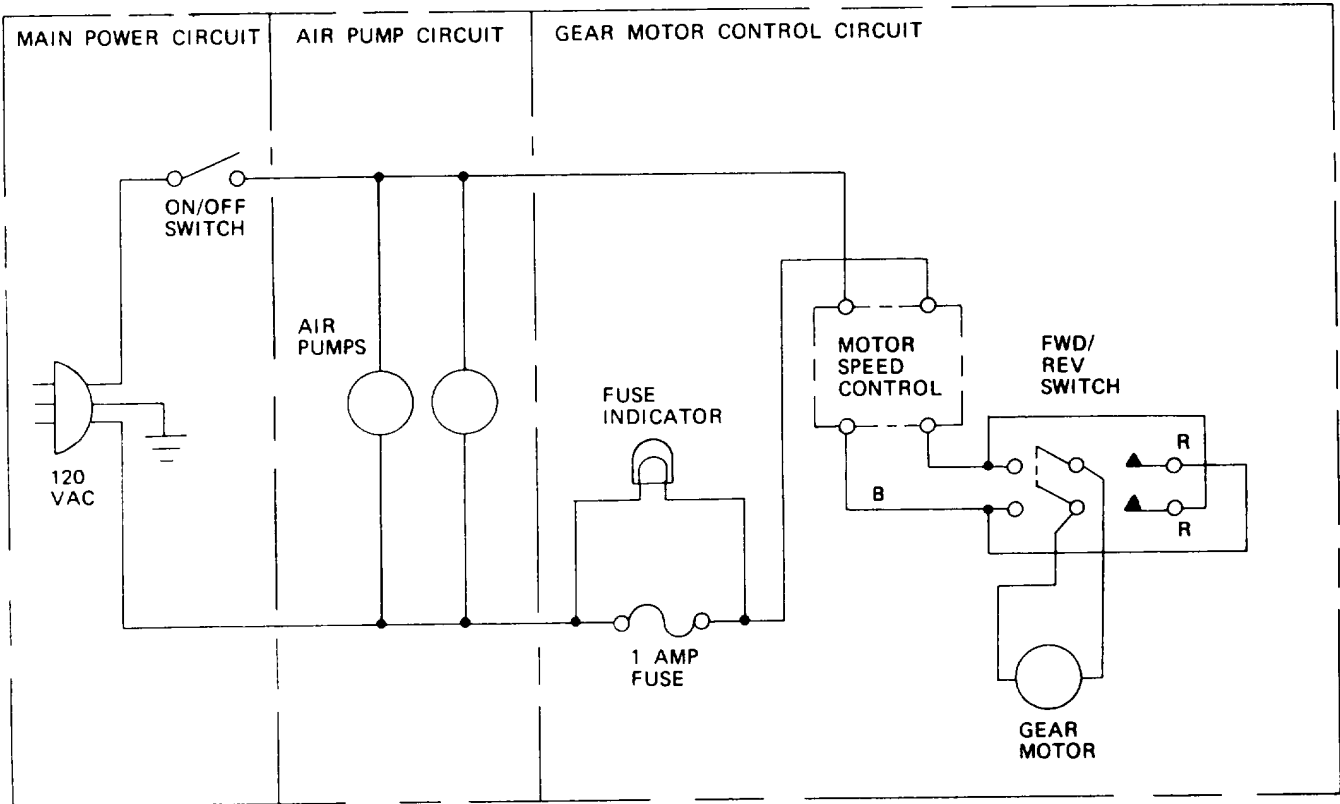 MAIN POWER CIRCUIT
AIR PUMP CIRCUIT
GEAR MOTOR CONTROL CIRCUIT
ON/OFF
SWITCH
AIR
PUMPS
120
VAC
FUSE
INDICATOR
1 AMP
FUSE
MOTOR
SPEED
CONTROL
FWD/
REV
SWITCH
R
B
R
GEAR
MOTOR